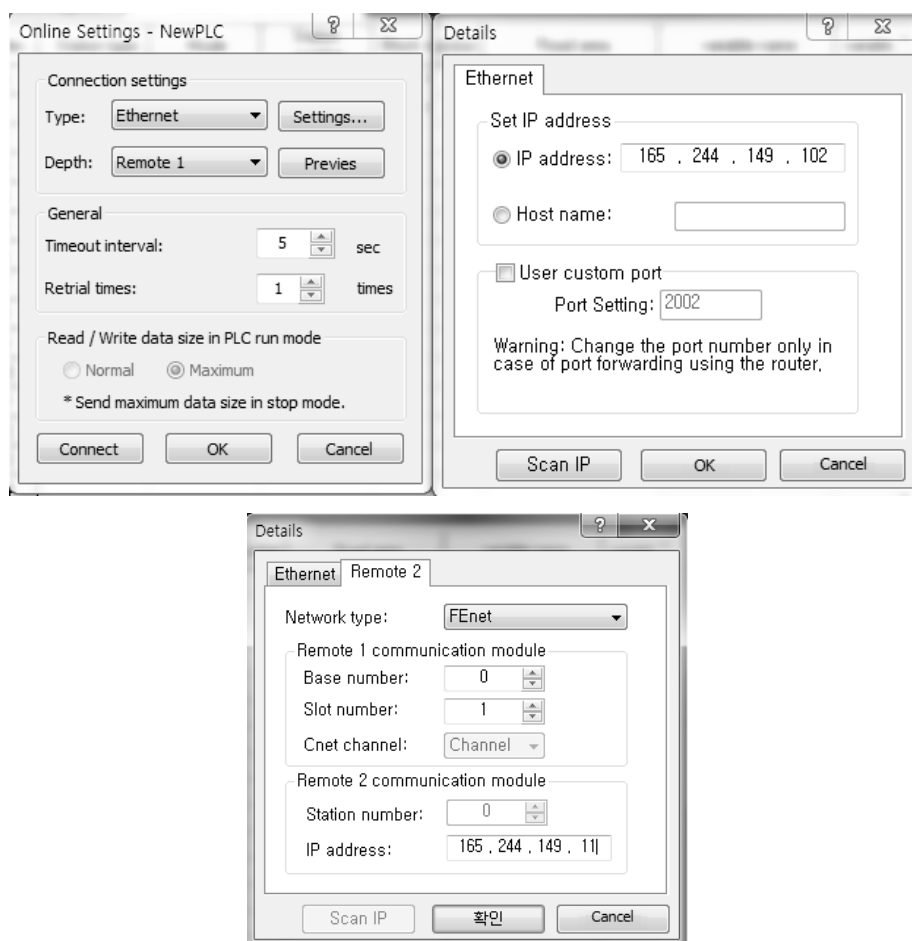 Online Settings - NewPLC
Connection settings
Type: Ethernet Settings...
Depth: Remote 1 Previes
General
Timeout interval: 5 sec
Retrial times: 1 times
Read / Write data size in PLC run mode
Normal Maximum
* Send maximum data size in stop mode.
Connect OK Cancel
Details
Ethernet
Set IP address
IP address: 165 . 244 . 149 . 102
Host name:
User custom port
Port Setting: 2002
Warning: Change the port number only in
case of port forwarding using the router.
Scan IP OK Cancel
Details
Ethernet Remote 2
Network type: FEnet
Remote 1 communication module
Base number: 0
Slot number: 1
Cnet channel: Channel
Remote 2 communication module
Station number: 0
IP address: 165 . 244 . 149 . 11
Scan IP 확인 Cancel